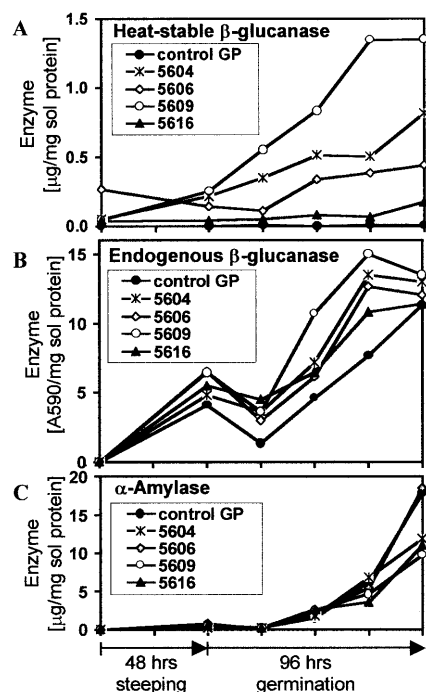 A
Heat-stable β-glucanase
control GP
5604
5606
5609
5616
Enzyme
[µg/mg sol protein]
1.5
1.0
0.5
0.0
B
Endogenous β-glucanase
control GP
5604
5606
5609
5616
Enzyme
[A590/mg sol protein]
15
10
5
0
C
α-Amylase
control GP
5604
5606
5609
5616
Enzyme
[µg/mg sol protein]
20
15
10
5
0
48 hrs
steeping
96 hrs
germination